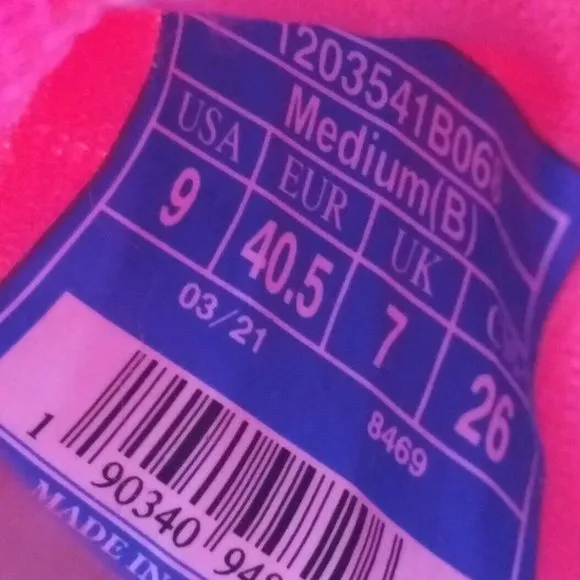 1203541B06
Medium(B)
USA EUR UK
9 40.5 7 26
03/21 8469
1 90340
MADE IN